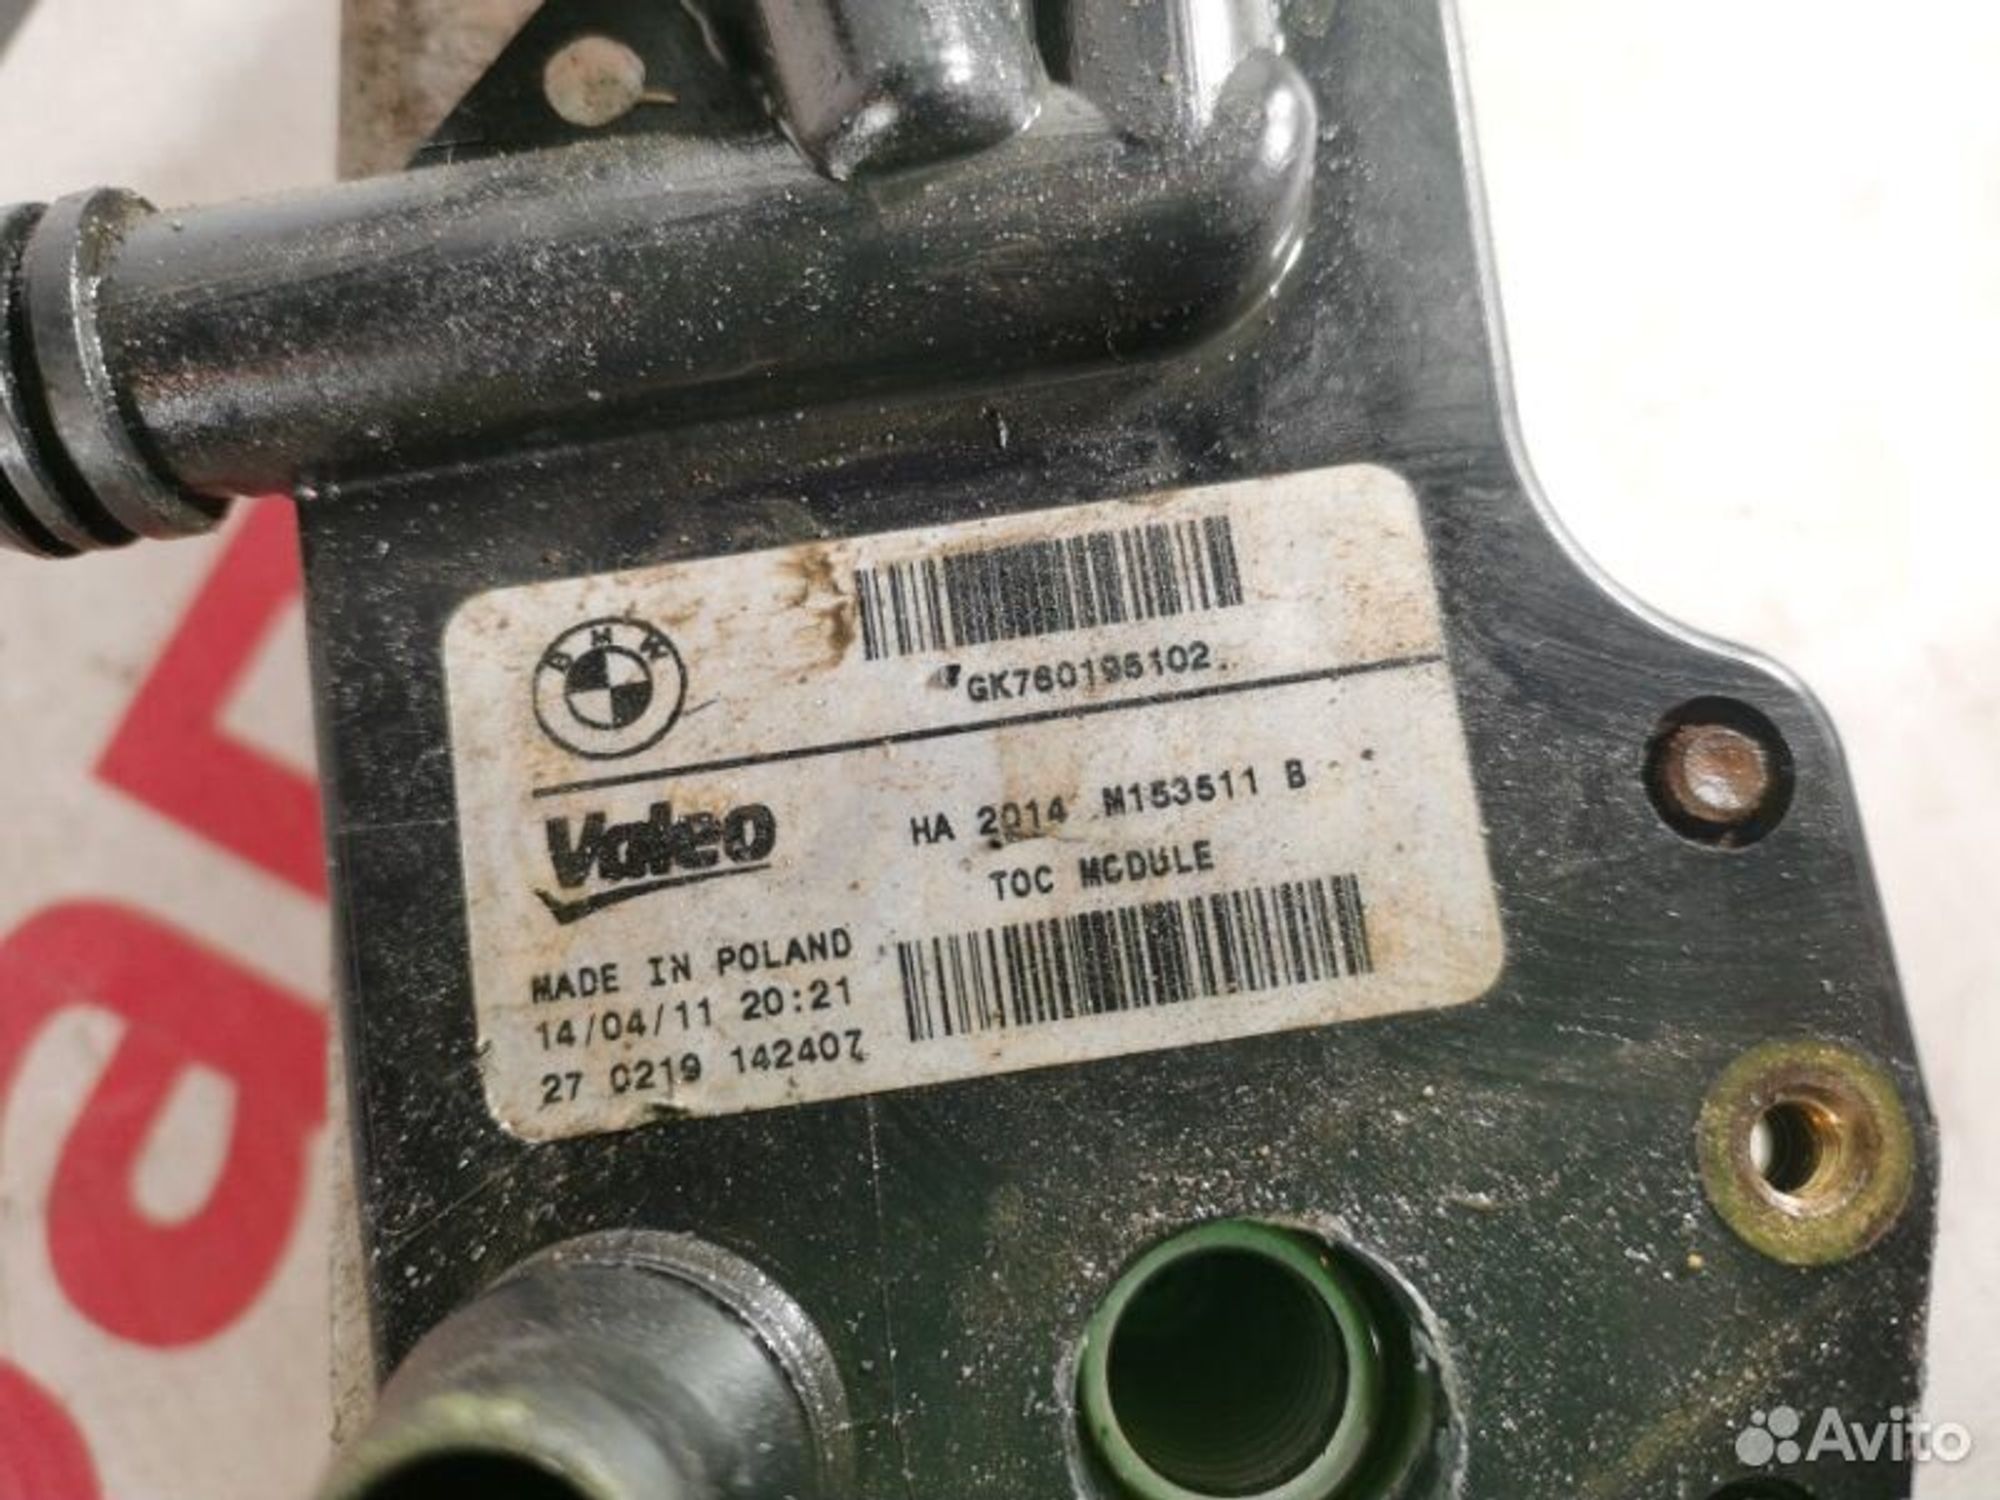 BMW
GK760195102
Valeo
HA 2014 M153511 B
TOC MODULE
MADE IN POLAND
14/04/11 20:21
27 0219 142407
Avito